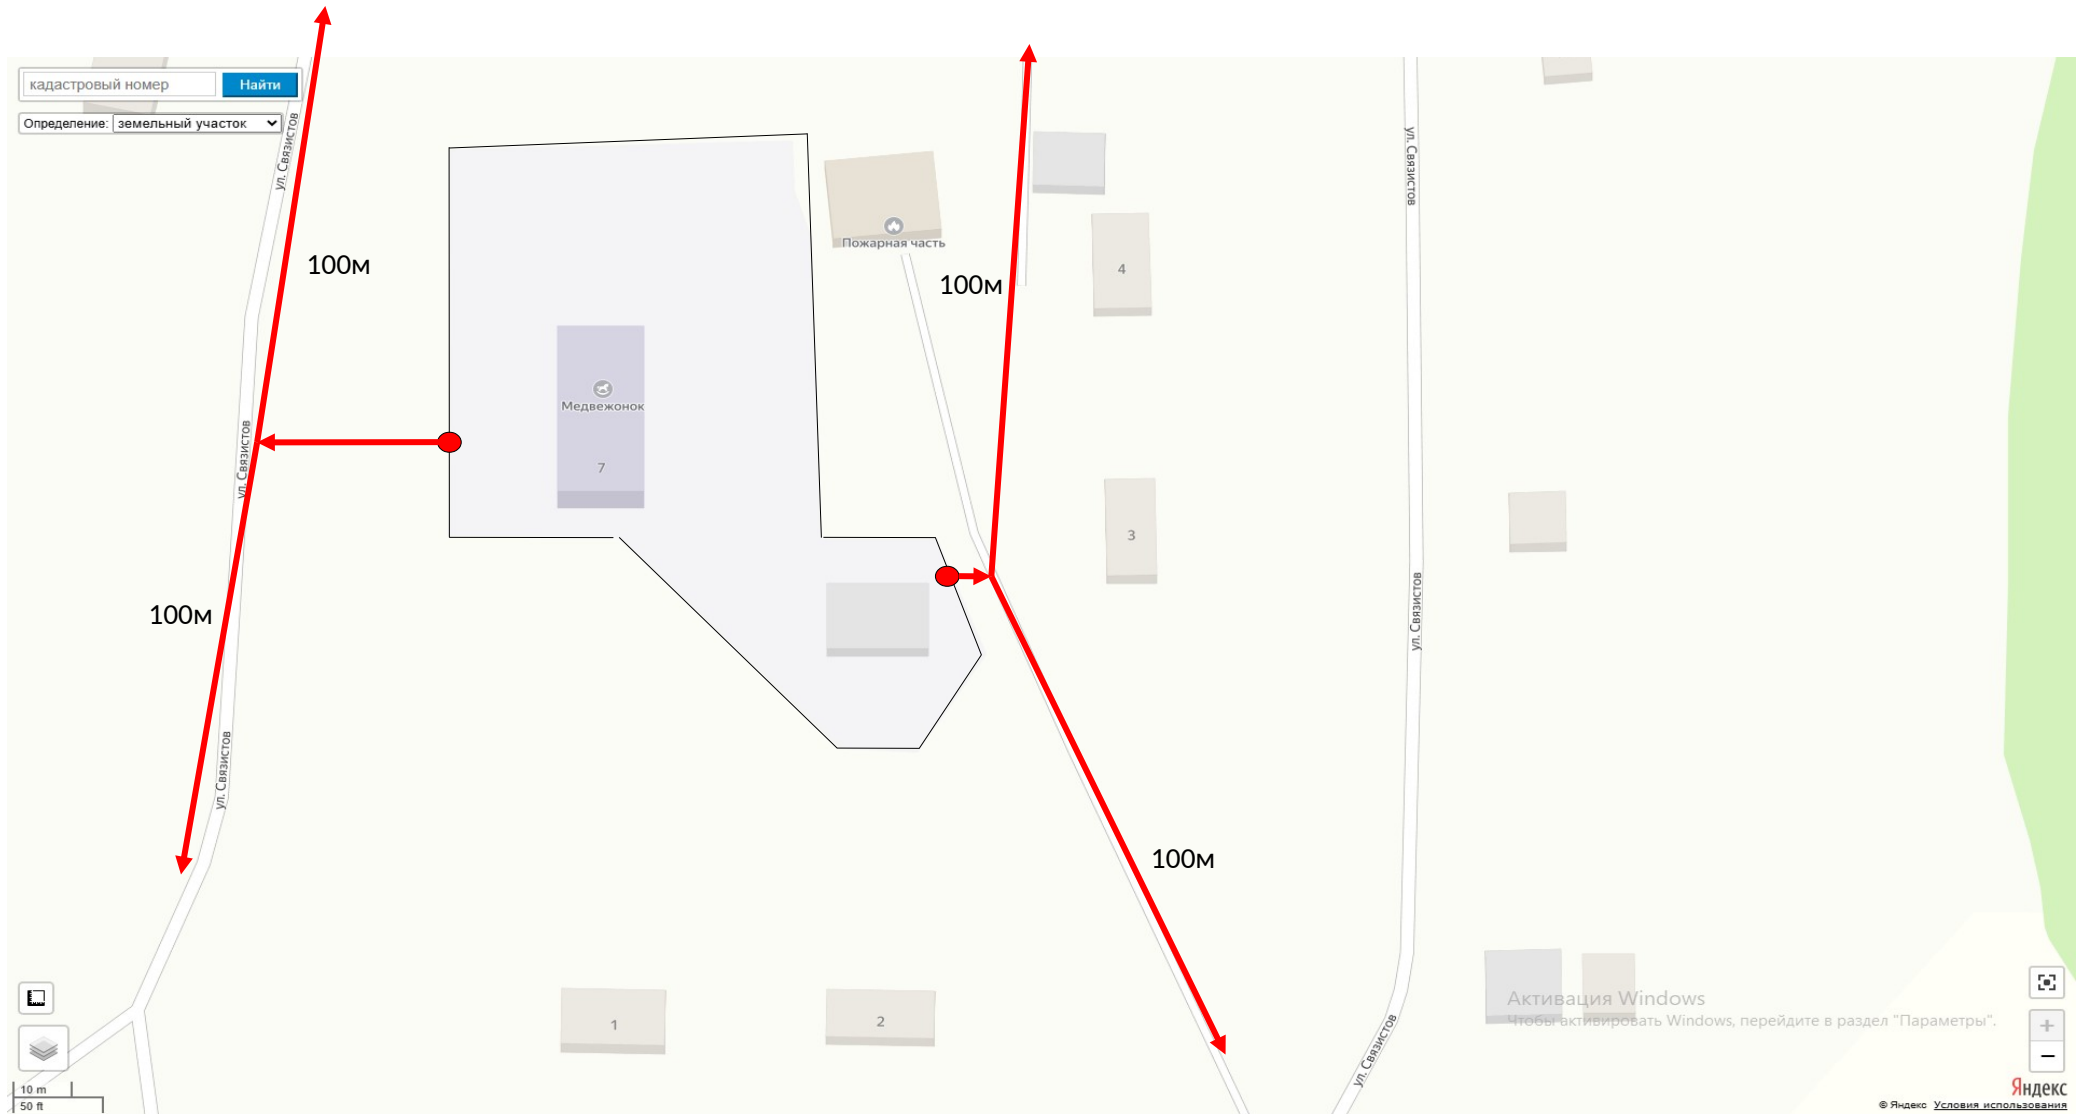 кадастровый номер
Найти
Определение: земельный участок
ул. Связистов
ул. Связистов
Пожарная часть
100м
100м
4
Медвежонок
ул. Связистов
7
3
ул. Связистов
100м
ул. Связистов
100м
1
2
Активация Windows
Чтобы активировать Windows, перейдите в раздел "Параметры".
ул. Связистов
+
−
10 m
50 ft
Яндекс
© Яндекс Условия использования